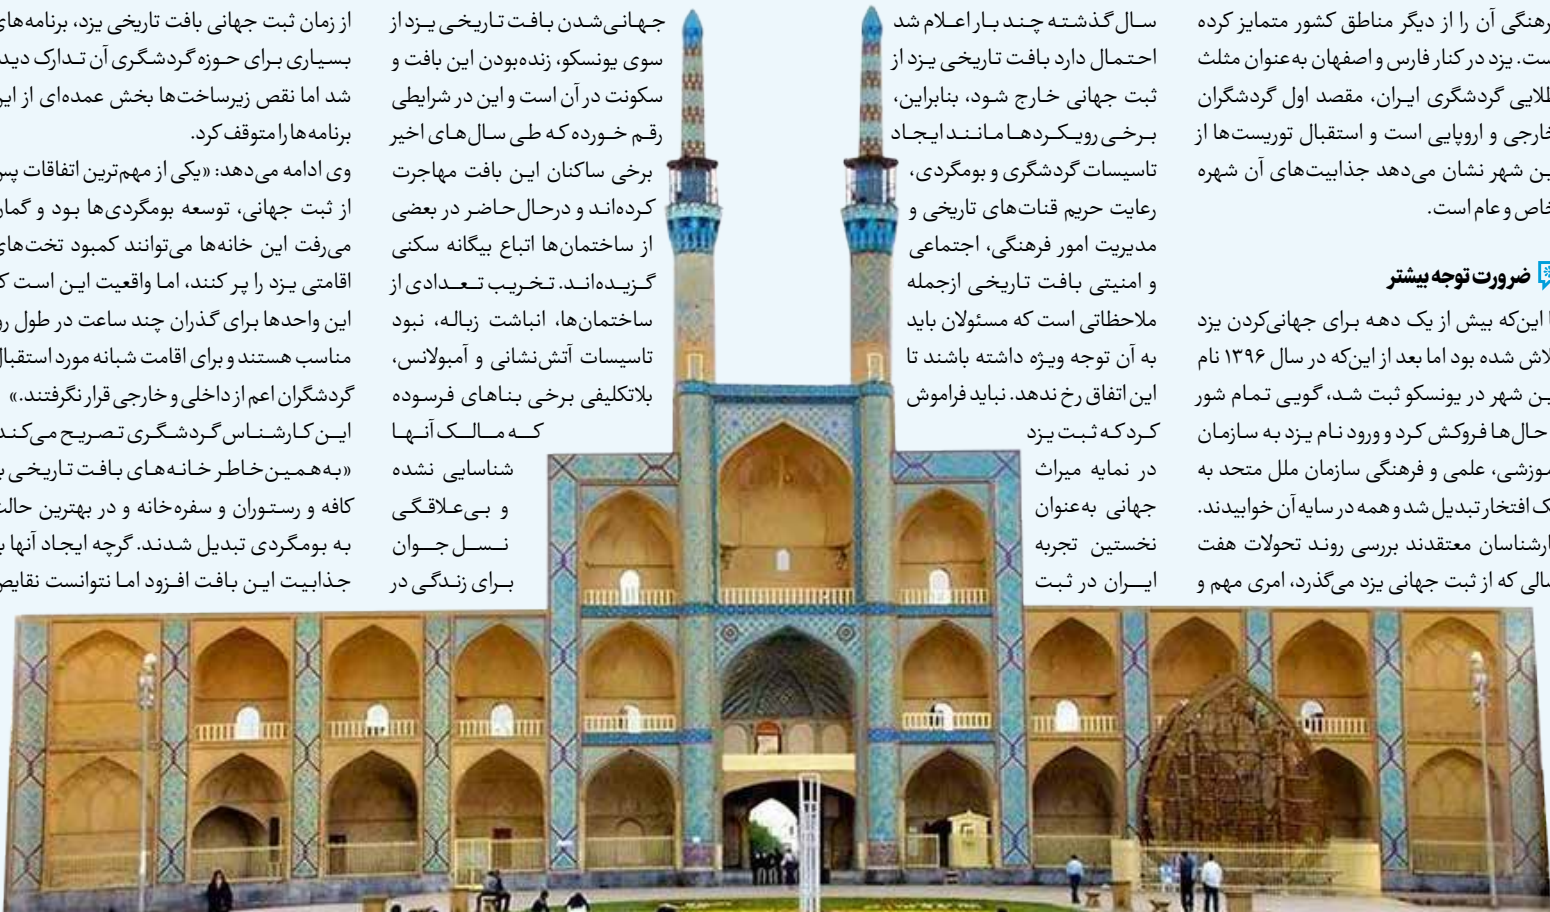 آن را از دیگر مناطق کشور متمایز کرده
یزد در کنار فارس و اصفهان به‌عنوان مثلث
گردشگری ایران، مقصد اول گردشگران
و اروپایی است و استقبال توریست‌ها از
شهر نشان می‌دهد جذابیت‌های آن شهره
خاص و عام است.
ضرورت توجه بیشتر
این‌که بیش از یک دهه برای جهانی‌کردن یزد
شده بود اما بعد از این‌که در سال ۱۳۹۶ نام
شهر در یونسکو ثبت شد، گویی تمام شور
حال‌ها فروکش کرد و ورود نام یزد به سازمان
علمی و فرهنگی سازمان ملل متحد به
افتخار تبدیل شد و همه در سایه آن خوابیدند.
معتقدند بررسی روند تحولات هفت
که از ثبت جهانی یزد می‌گذرد، امری مهم و
سال گذشته چند بار اعلام شد
احتمال دارد بافت تاریخی یزد از
ثبت جهانی خارج شود، بنابراین،
برخی رویکردها مانند ایجاد
تاسیسات گردشگری و بومگردی،
رعایت حریم قنات‌های تاریخی و
مدیریت امور فرهنگی، اجتماعی
و امنیتی بافت تاریخی ازجمله
ملاحظاتی است که مسئولان باید
به آن توجه ویژه داشته باشند تا
این اتفاق رخ ندهد. نباید فراموش
کرد که ثبت یزد
در نمایه میراث
جهانی به‌عنوان
نخستین تجربه
ایران در ثبت
جهانی‌شدن بافت تاریخی یزد از
سوی یونسکو، زنده‌بودن این بافت و
سکونت در آن است و این در شرایطی
رقم خورده که طی سال‌های اخیر
برخی ساکنان این بافت مهاجرت
کرده‌اند و درحال‌حاضر در بعضی
از ساختمان‌ها اتباع بیگانه سکنی
گزیده‌اند. تخریب تعدادی از
ساختمان‌ها، انباشت زباله، نبود
تاسیسات آتش‌نشانی و آمبولانس،
بلاتکلیفی برخی بناهای فرسوده
که مالک آنها
شناسایی نشده
و بی‌علاقگی
نسل جوان
برای زندگی در
از زمان ثبت جهانی بافت تاریخی یزد، برنامه‌های
بسیاری برای حوزه گردشگری آن تدارک دیده
شد اما نقص زیرساخت‌ها بخش عمده‌ای از این
برنامه‌ها را متوقف کرد.
وی ادامه می‌دهد: «یکی از مهم‌ترین اتفاقات پس
از ثبت جهانی، توسعه بومگردی‌ها بود و گمان
می‌رفت این خانه‌ها می‌توانند کمبود تخت‌های
اقامتی یزد را پر کنند، اما واقعیت این است که
این واحدها برای گذران چند ساعت در طول روز
مناسب هستند و برای اقامت شبانه مورد استقبال
گردشگران اعم از داخلی و خارجی قرار نگرفتند.»
این کارشناس گردشگری تصریح می‌کند:
«به‌همین‌خاطر خانه‌های بافت تاریخی به
کافه و رستوران و سفره‌خانه و در بهترین حالت
به بومگردی تبدیل شدند. گرچه ایجاد آنها بر
جذابیت این بافت افزود اما نتوانست نقایص